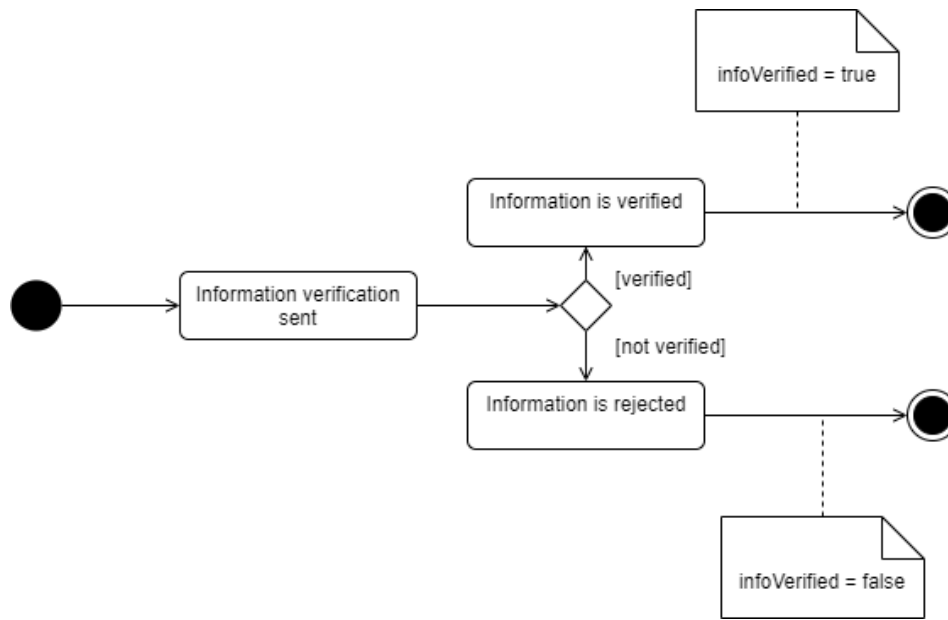 infoVerified = true
Information is verified
[verified]
Information verification
sent
[not verified]
Information is rejected
infoVerified = false